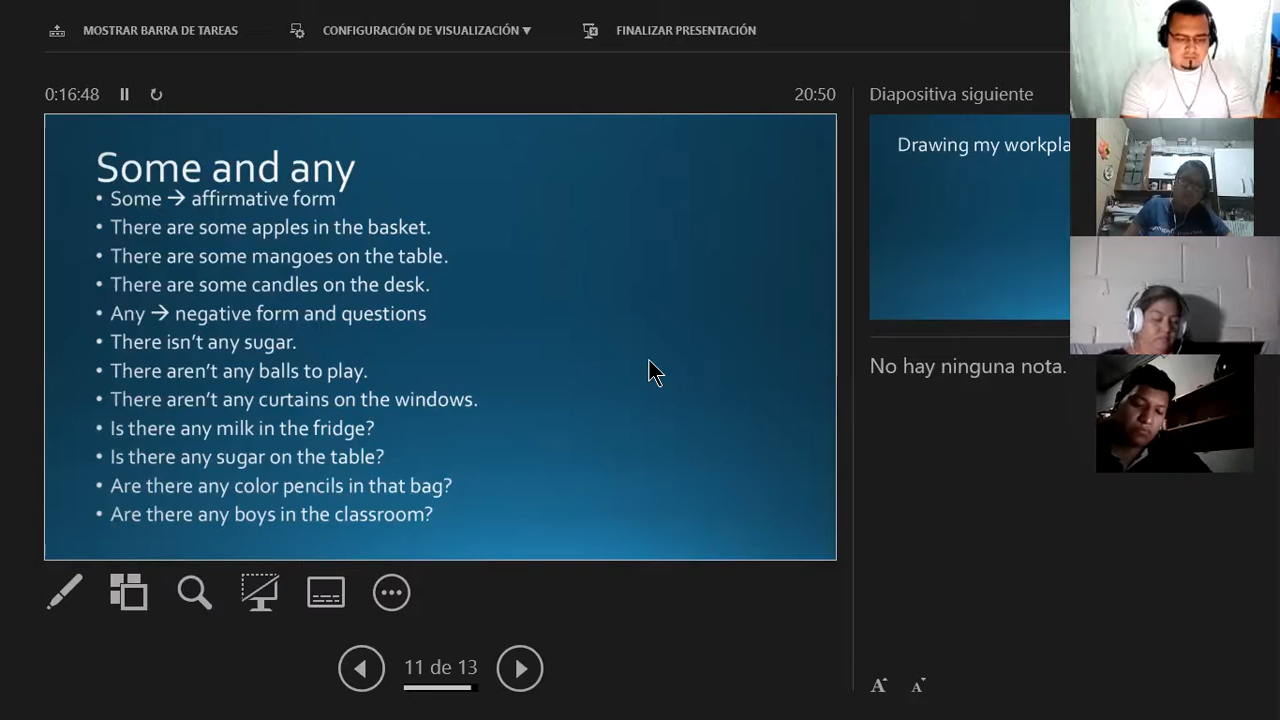 MOSTRAR BARRA DE TAREAS
CONFIGURACIÓN DE VISUALIZACIÓN ▼
FINALIZAR PRESENTACIÓN
0:16:48
20:50
Diapositiva siguiente
Some and any
• Some → affirmative form
• There are some apples in the basket.
• There are some mangoes on the table.
• There are some candles on the desk.
• Any → negative form and questions
• There isn't any sugar.
• There aren't any balls to play.
• There aren't any curtains on the windows.
• Is there any milk in the fridge?
• Is there any sugar on the table?
• Are there any color pencils in that bag?
• Are there any boys in the classroom?
Drawing my workpla
No hay ninguna nota.
11 de 13
A A